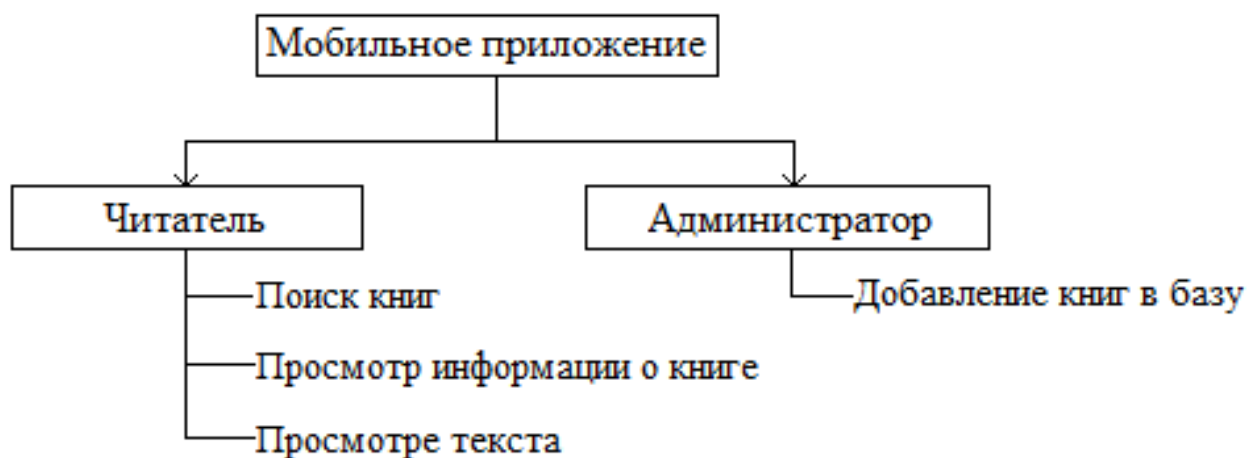 Мобильное приложение
Читатель
Администратор
Поиск книг
Добавление книг в базу
Просмотр информации о книге
Просмотре текста